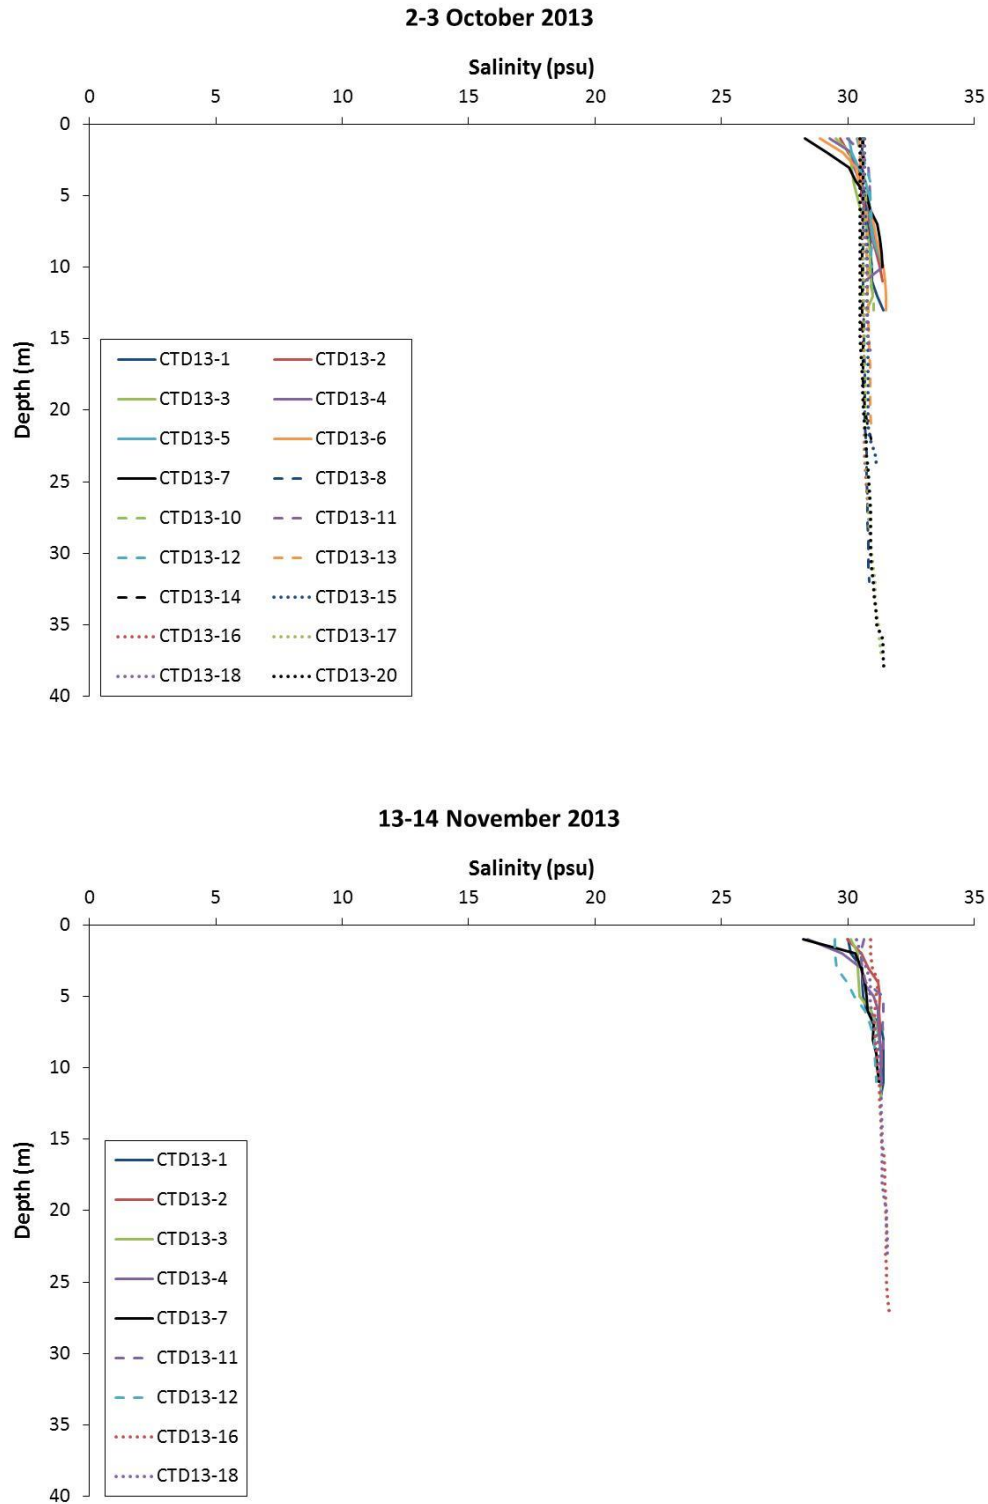 2-3 October 2013
Salinity (psu)
0 5 10 15 20 25 30 35
0
5
10
15
20
25
30
35
40
Depth (m)
CTD13-1 CTD13-2
CTD13-3 CTD13-4
CTD13-5 CTD13-6
CTD13-7 CTD13-8
CTD13-10 CTD13-11
CTD13-12 CTD13-13
CTD13-14 CTD13-15
CTD13-16 CTD13-17
CTD13-18 CTD13-20
13-14 November 2013
Salinity (psu)
0 5 10 15 20 25 30 35
0
5
10
15
20
25
30
35
40
Depth (m)
CTD13-1
CTD13-2
CTD13-3
CTD13-4
CTD13-7
CTD13-11
CTD13-12
CTD13-16
CTD13-18